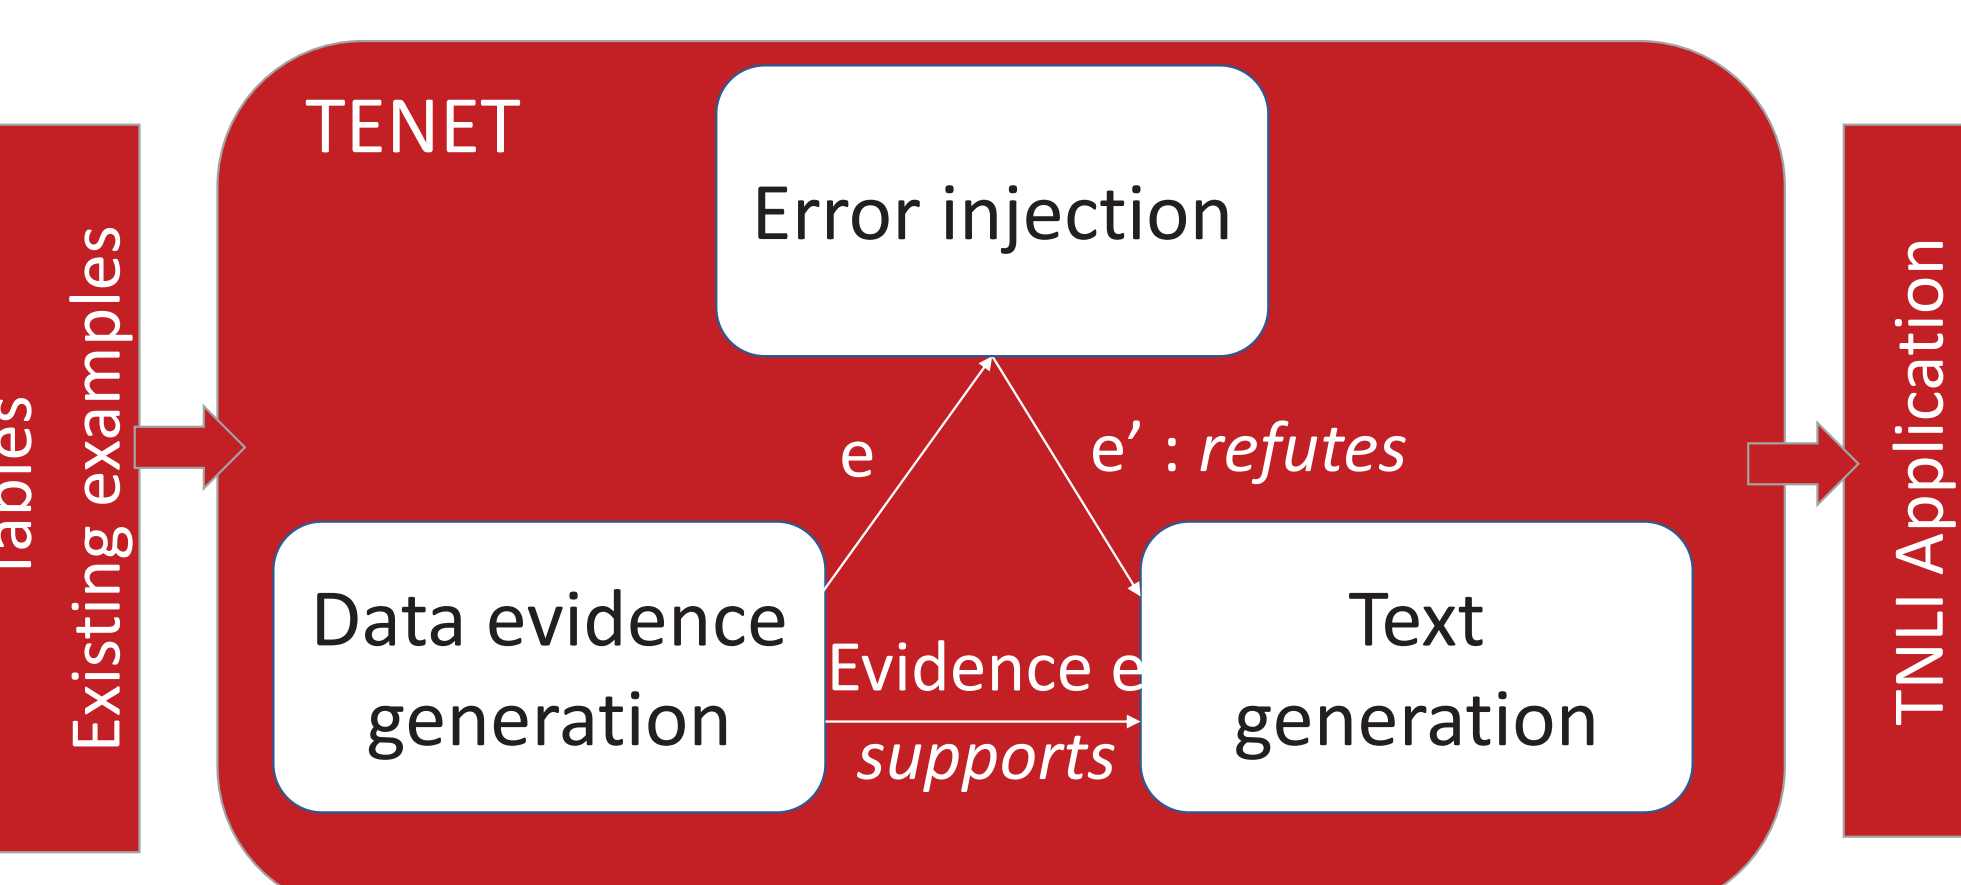 Tables
Existing examples
TENET
Error injection
e
e’ : refutes
Data evidence
generation
Evidence e
supports
Text
generation
TNLI Application